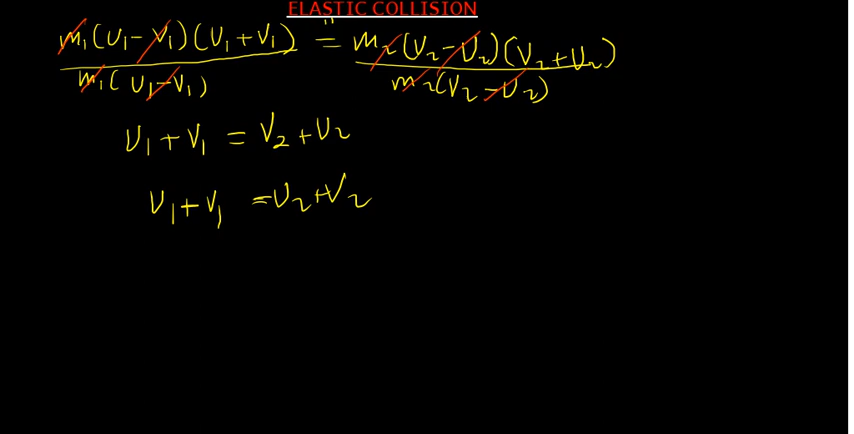 ELASTIC COLLISION
m₁(U₁-V₁)(U₁+V₁) = m₂(V₂-U₂)(V₂+U₂)
m₁(U₁-V₁) m₂(V₂-U₂)
U₁+V₁ = V₂+U₂
U₁+V₁ =U₂+V₂